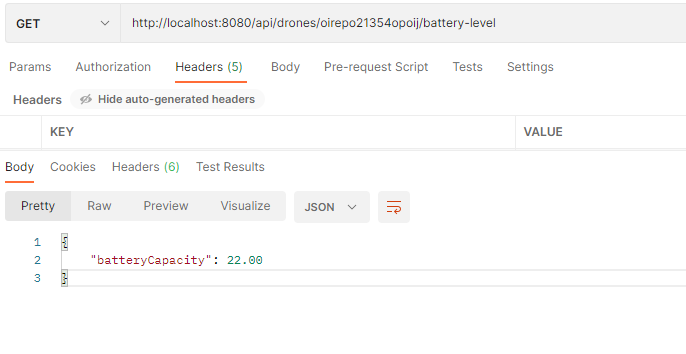 GET http://localhost:8080/api/drones/oirepo21354opoij/battery-level
Params Authorization Headers (5) Body Pre-request Script Tests Settings
Headers Hide auto-generated headers
KEY VALUE
Body Cookies Headers (6) Test Results
Pretty Raw Preview Visualize JSON
1 {
2 "batteryCapacity": 22.00
3 }